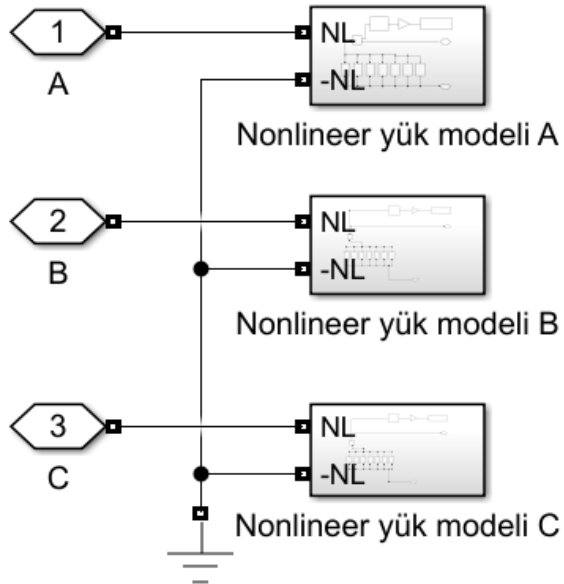 1
NL
A
-NL
Nonlineer yük modeli A
2
NL
B
-NL
Nonlineer yük modeli B
3
NL
C
-NL
Nonlineer yük modeli C